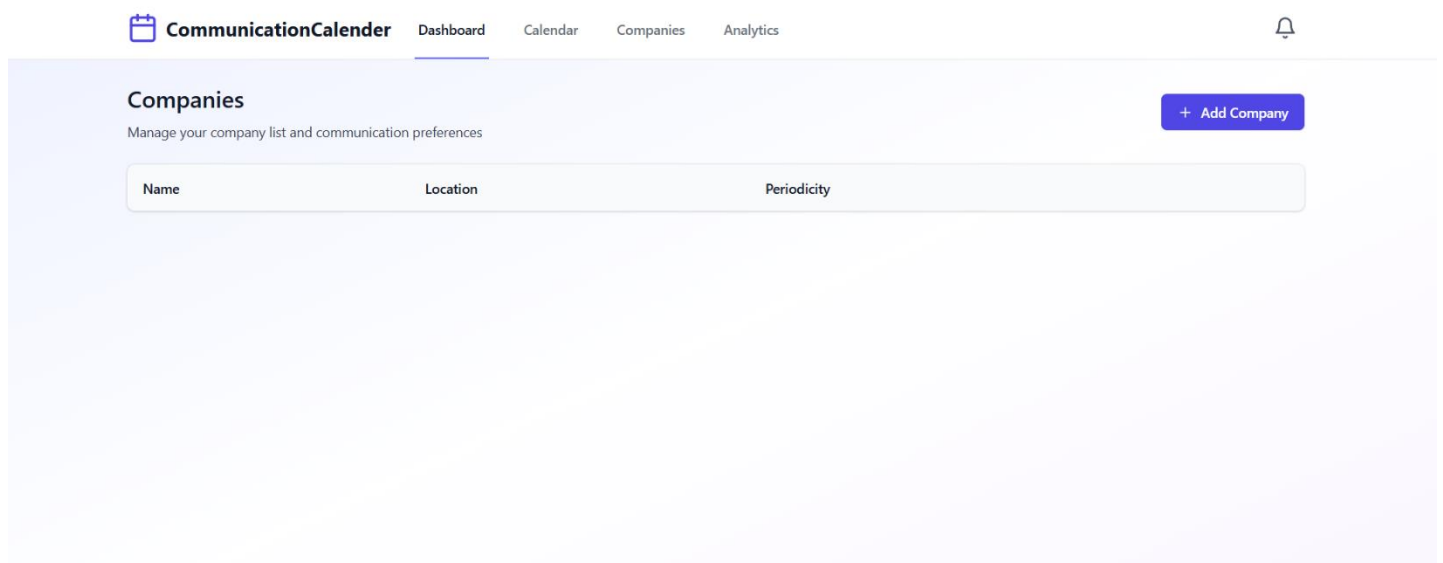 CommunicationCalender Dashboard Calendar Companies Analytics
Companies
+ Add Company
Manage your company list and communication preferences
Name Location Periodicity